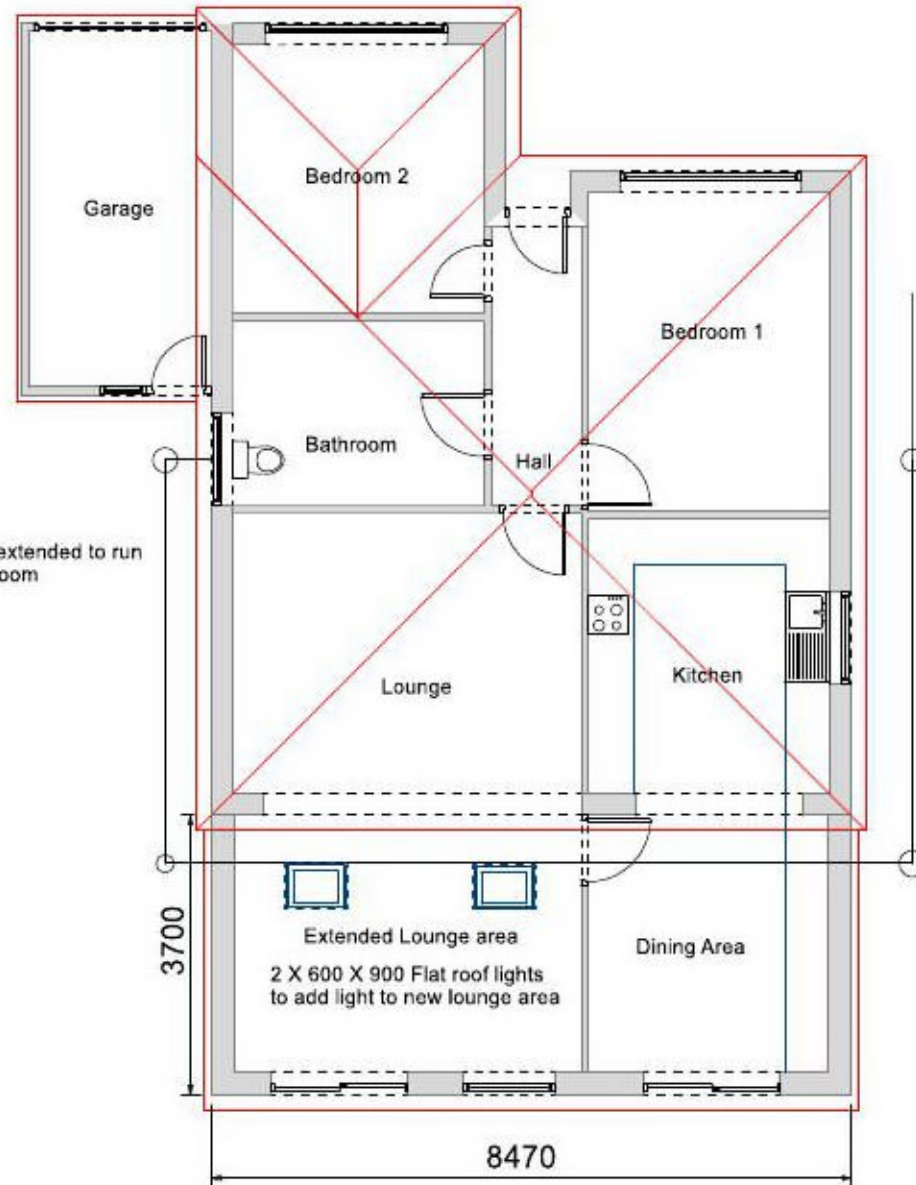 Bedroom 2
Garage
Bedroom 1
Bathroom
Hall
extended to run
Lounge
Kitchen
3700
Extended Lounge area
2 X 600 X 900 Flat roof lights
to add light to new lounge area
Dining Area
8470